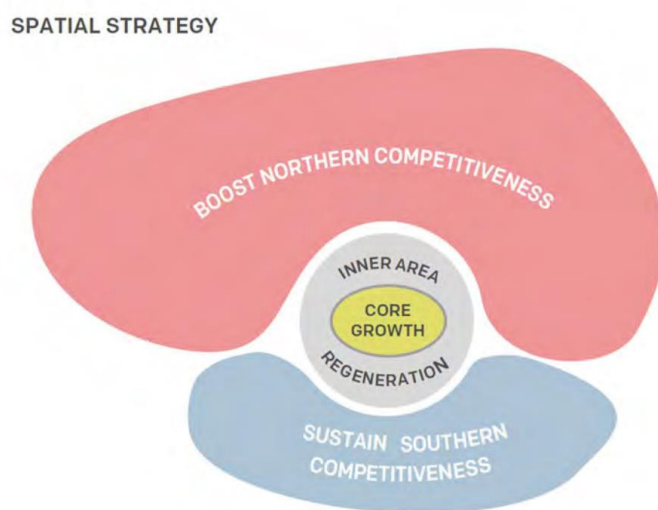 SPATIAL STRATEGY
BOOST NORTHERN COMPETITIVENESS
INNER AREA
CORE
GROWTH
REGENERATION
SUSTAIN SOUTHERN
COMPETITIVENESS